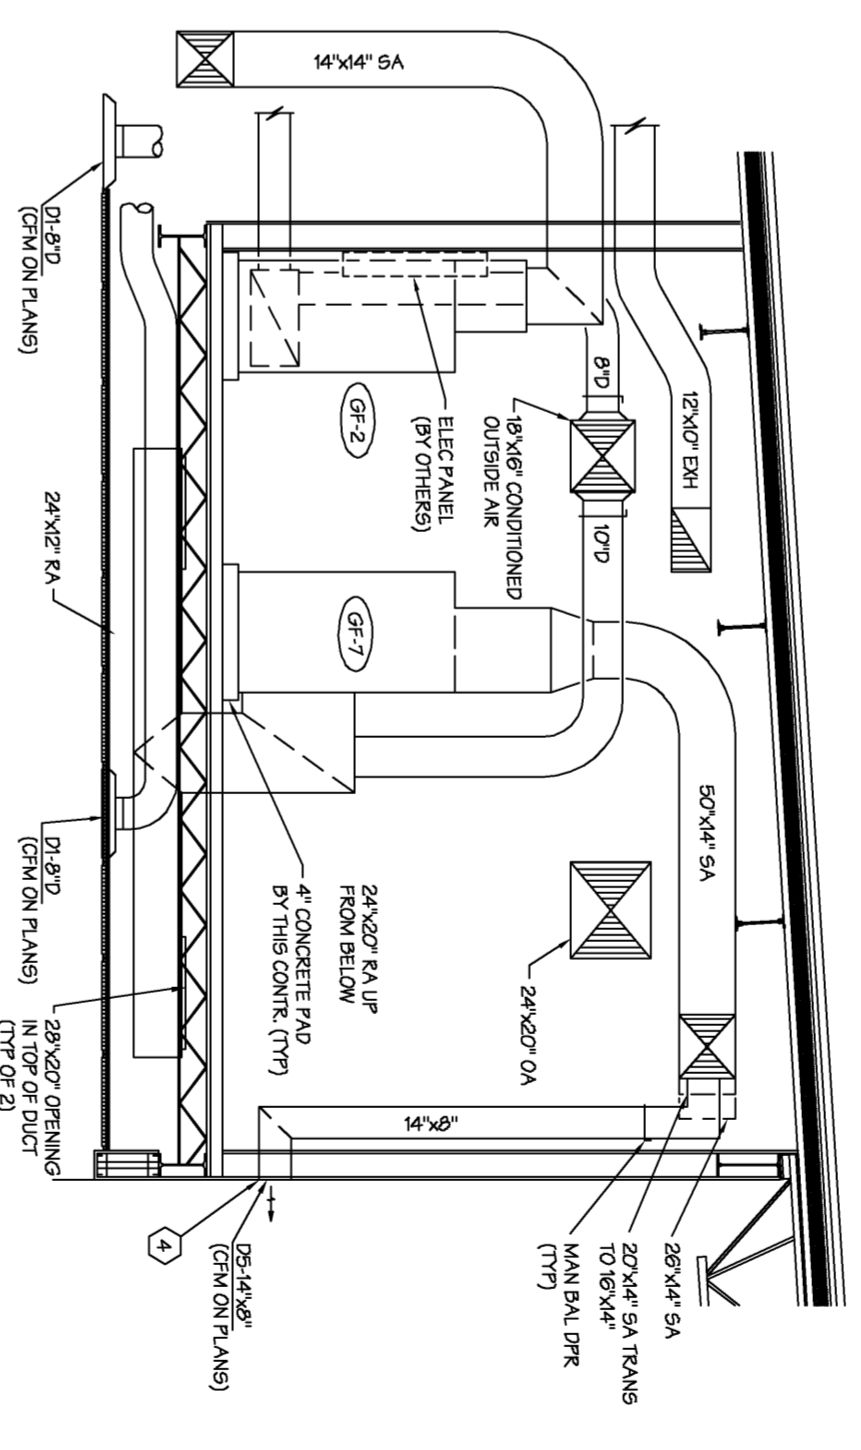 14"x14" SA
12"x10" EXH
8"D
18"x16" CONDITIONED
OUTSIDE AIR
10"D
ELEC PANEL
(BY OTHERS)
GF-2
GF-7
50"x14" SA
24"x20" OA
24"x20" RA UP
FROM BELOW
4" CONCRETE PAD
BY THIS CONTR. (TYP)
14"x8"
26"x14" SA
20"x14" SA TRANS
TO 16"x14"
MAN BAL DPR
(TYP)
D5-14"x8"
(CFM ON PLANS)
4
D1-8"D
(CFM ON PLANS)
24"x12" RA
D1-8"D
(CFM ON PLANS)
28"x20" OPENING
IN TOP OF DUCT
(TYP OF 2)